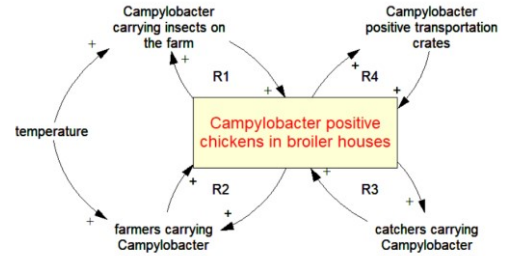 Campylobacter
carrying insects on
the farm
Campylobacter
positive transportation
crates
+
+
R1
+
+
R4
+
temperature
Campylobacter positive
chickens in broiler houses
+
R2
+
R3
+
+
+
farmers carrying
Campylobacter
catchers carrying
Campylobacter